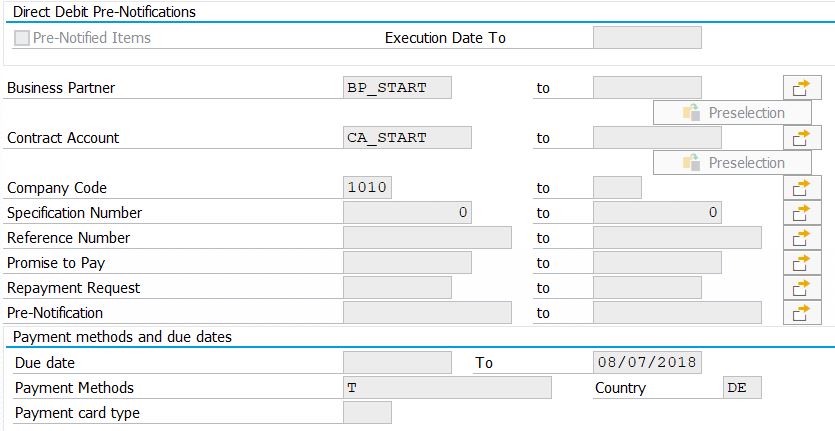 Direct Debit Pre-Notifications
Pre-Notified Items Execution Date To
Business Partner BP_START to
Preselection
Contract Account CA_START to
Preselection
Company Code 1010 to
Specification Number 0 to 0
Reference Number to
Promise to Pay to
Repayment Request to
Pre-Notification to
Payment methods and due dates
Due date To 08/07/2018
Payment Methods T Country DE
Payment card type